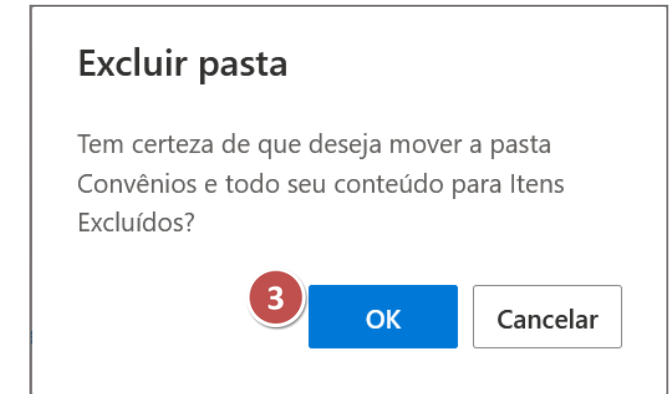 Excluir pasta
Tem certeza de que deseja mover a pasta
Convênios e todo seu conteúdo para Itens
Excluídos?
3
OK
Cancelar